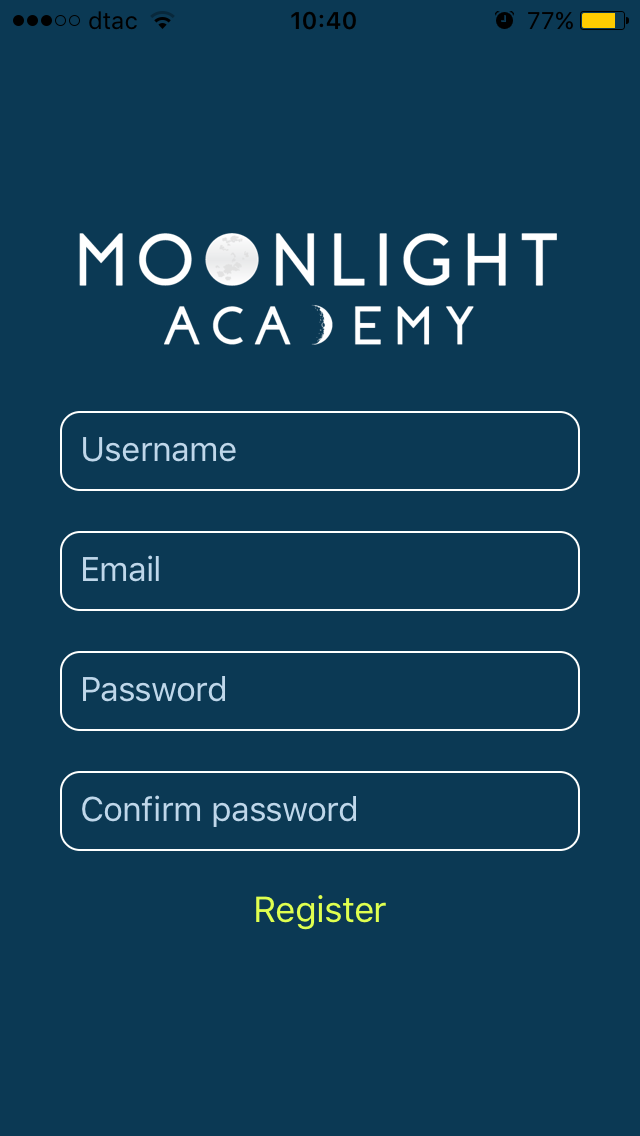 dtac 10:40 77%
MOONLIGHT
ACADEMY
Username
Email
Password
Confirm password
Register